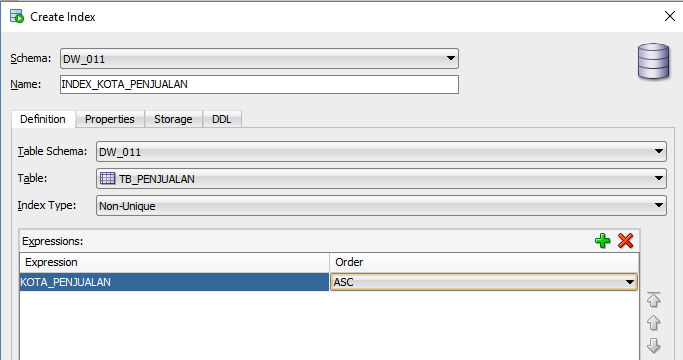 Create Index
Schema: DW_011
Name: INDEX_KOTA_PENJUALAN
Definition Properties Storage DDL
Table Schema: DW_011
Table: TB_PENJUALAN
Index Type: Non-Unique
Expressions:
Expression Order
KOTA_PENJUALAN ASC